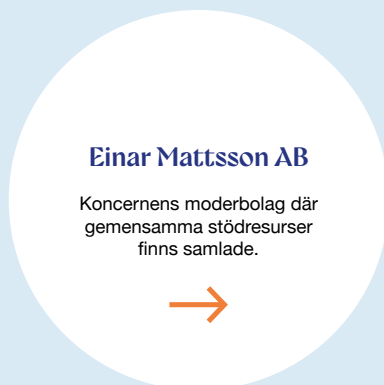 Einar Mattsson AB
Koncernens moderbolag där
gemensamma stödresurser
finns samlade.